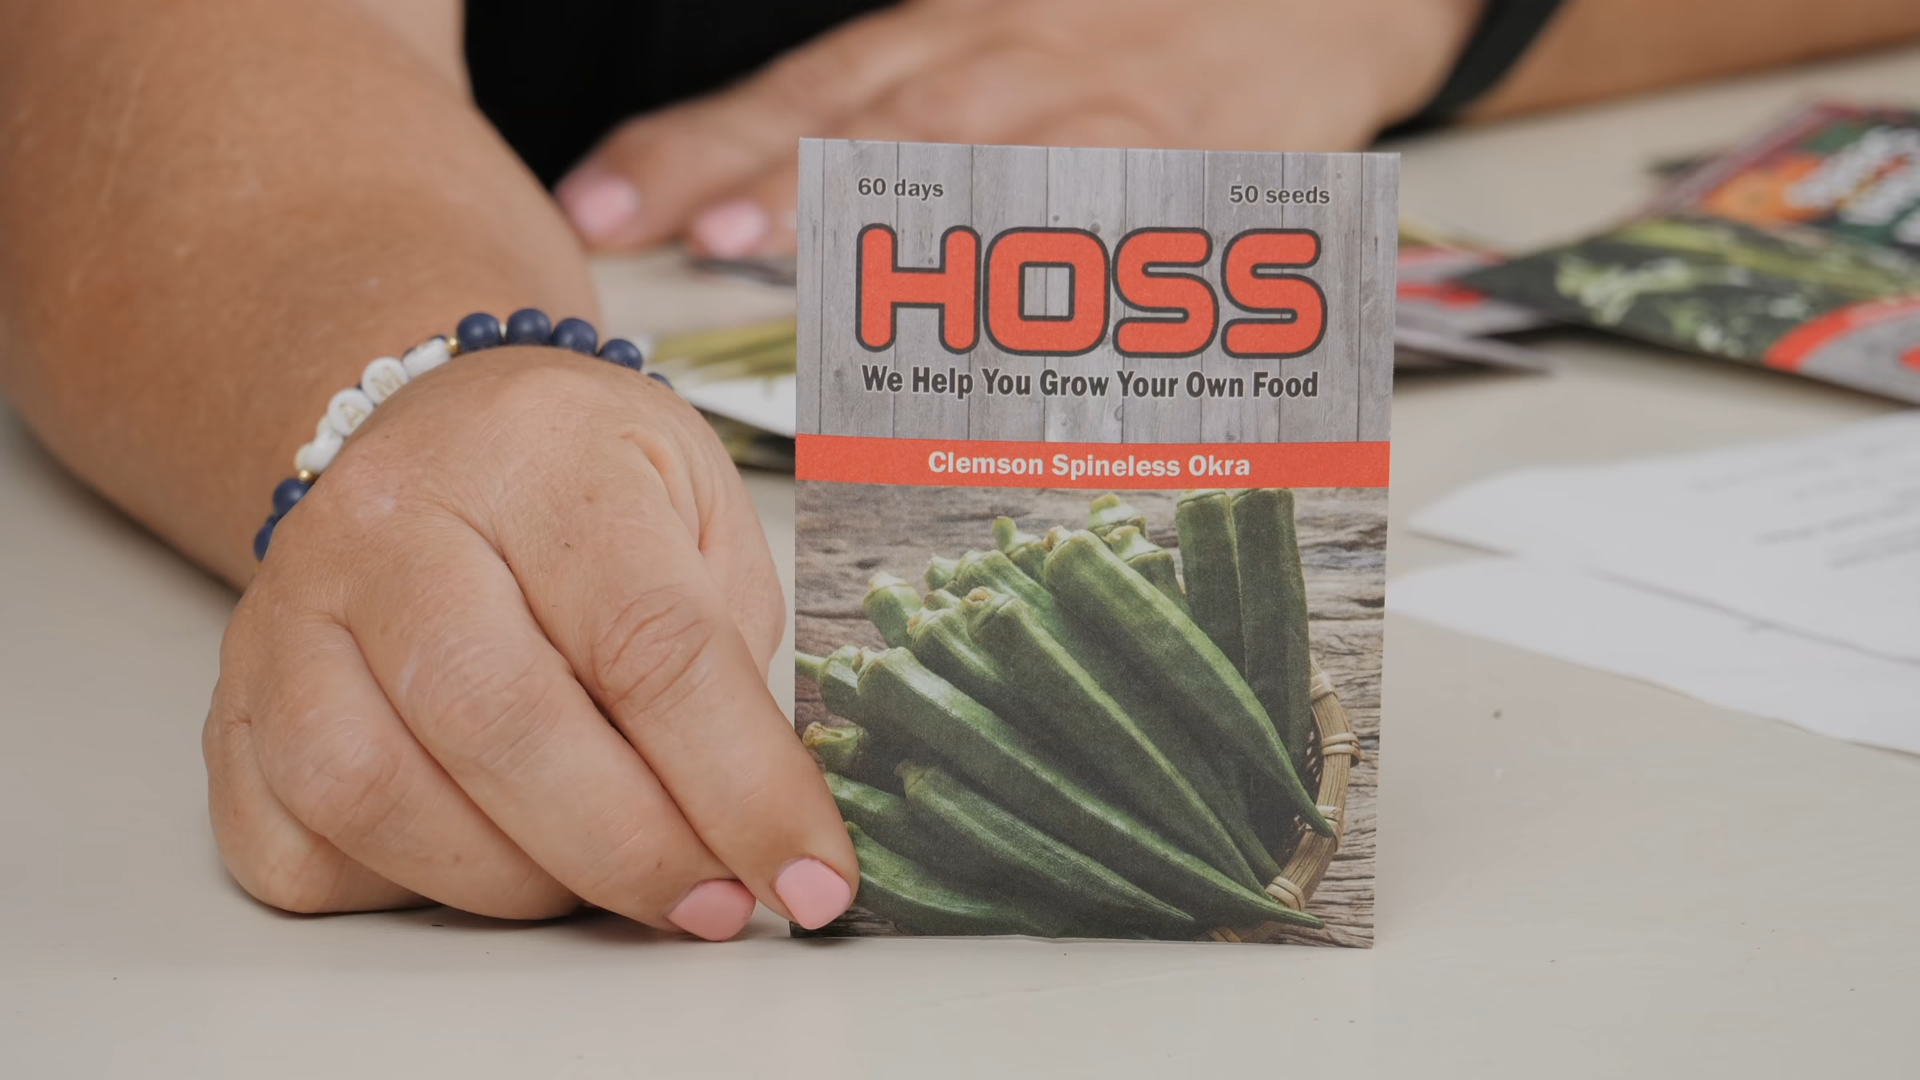 60 days
50 seeds
HOSS
We Help You Grow Your Own Food
Clemson Spineless Okra